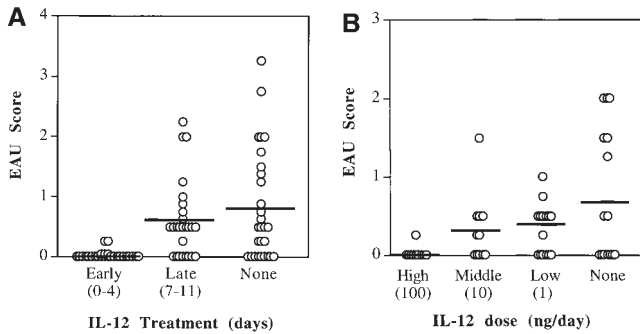 A
EAU Score
4
3
2
1
0
Early
(0-4)
Late
(7-11)
None
IL-12 Treatment (days)
B
EAU Score
3
2
1
0
High
(100)
Middle
(10)
Low
(1)
None
IL-12 dose (ng/day)